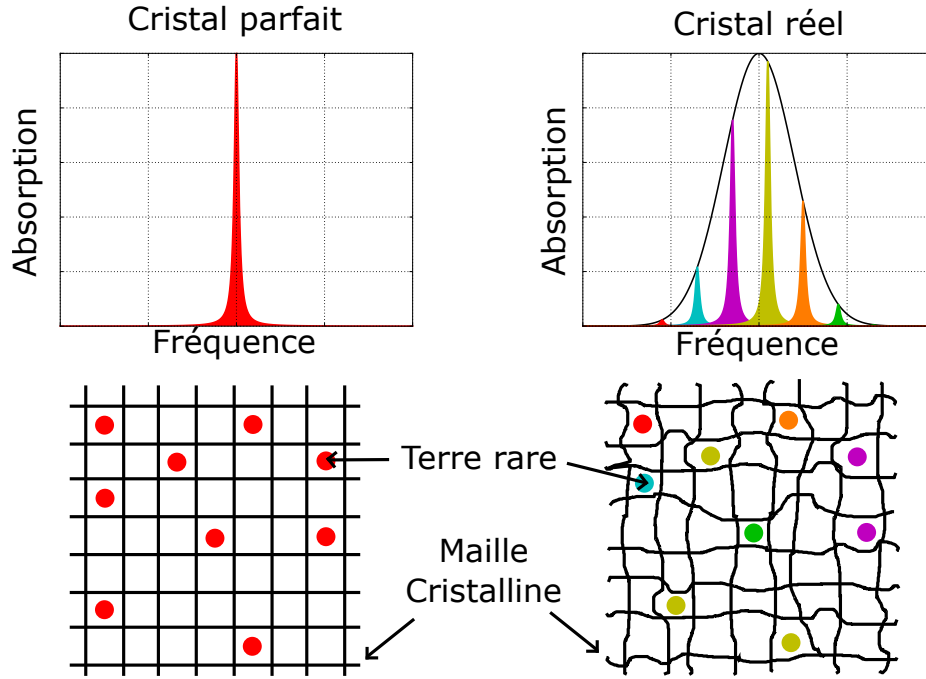 Cristal parfait
Cristal réel
Absorption
Absorption
Fréquence
Fréquence
Terre rare
Maille
Cristalline